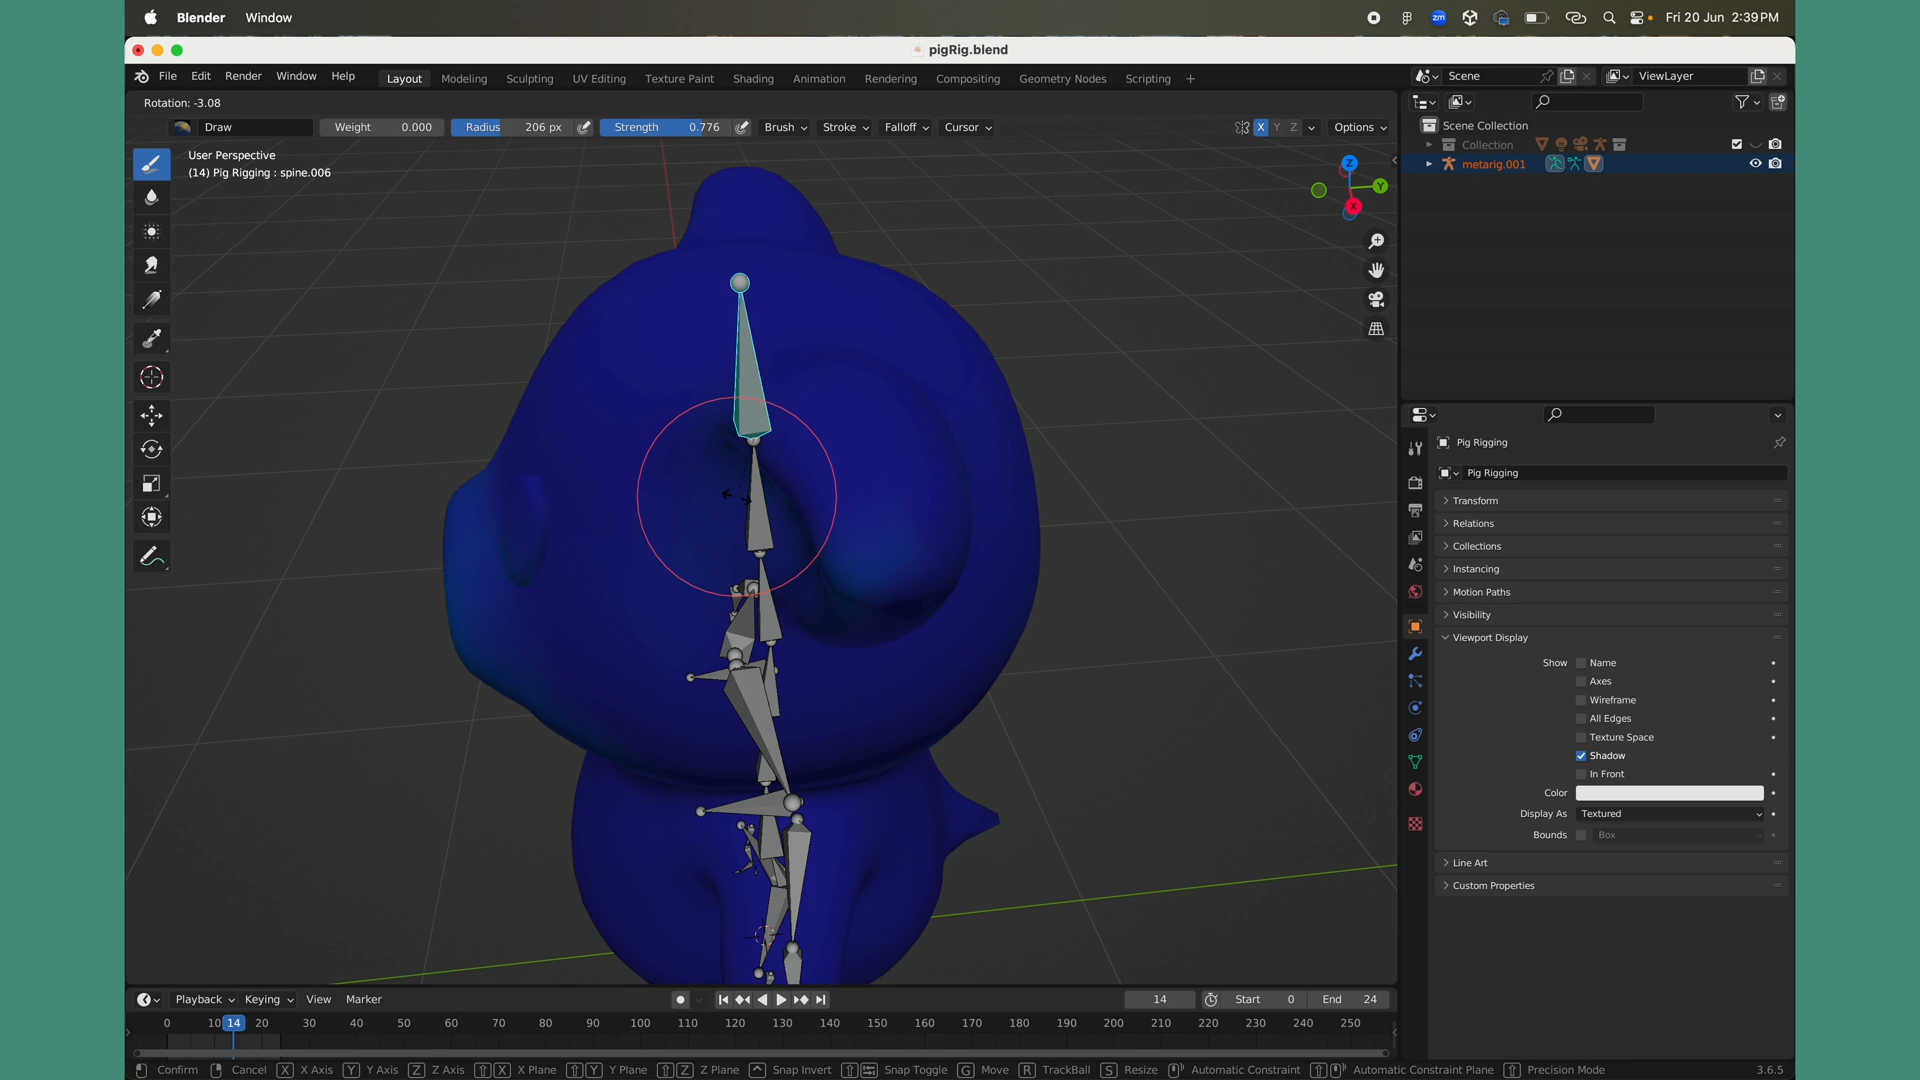 Blender Window
zm
Fri 20 Jun 2:39 PM
pigRig.blend
File Edit Render Window Help Layout Modeling Sculpting UV Editing Texture Paint Shading Animation Rendering Compositing Geometry Nodes Scripting +
Scene
ViewLayer
Rotation: -3.08
Draw Weight 0.000 Radius 206 px Strength 0.776 Brush Stroke Falloff Cursor
X Y Z Options
User Perspective
(14) Pig Rigging : spine.006
Z
Y
X
Scene Collection
Collection
metarig.001
Pig Rigging
Pig Rigging
Transform
Relations
Collections
Instancing
Motion Paths
Visibility
Viewport Display
Show Name
Axes
Wireframe
All Edges
Texture Space
Shadow
In Front
Color
Display As Textured
Bounds Box
Line Art
Custom Properties
Playback Keying View Marker
14 Start 0 End 24
0 10 14 20 30 40 50 60 70 80 90 100 110 120 130 140 150 160 170 180 190 200 210 220 230 240 250
Confirm Cancel X X Axis Y Y Axis Z Z Axis X X Plane Y Y Plane Z Z Plane Snap Invert Snap Toggle G Move R TrackBall S Resize Automatic Constraint Automatic Constraint Plane Precision Mode 3.6.5